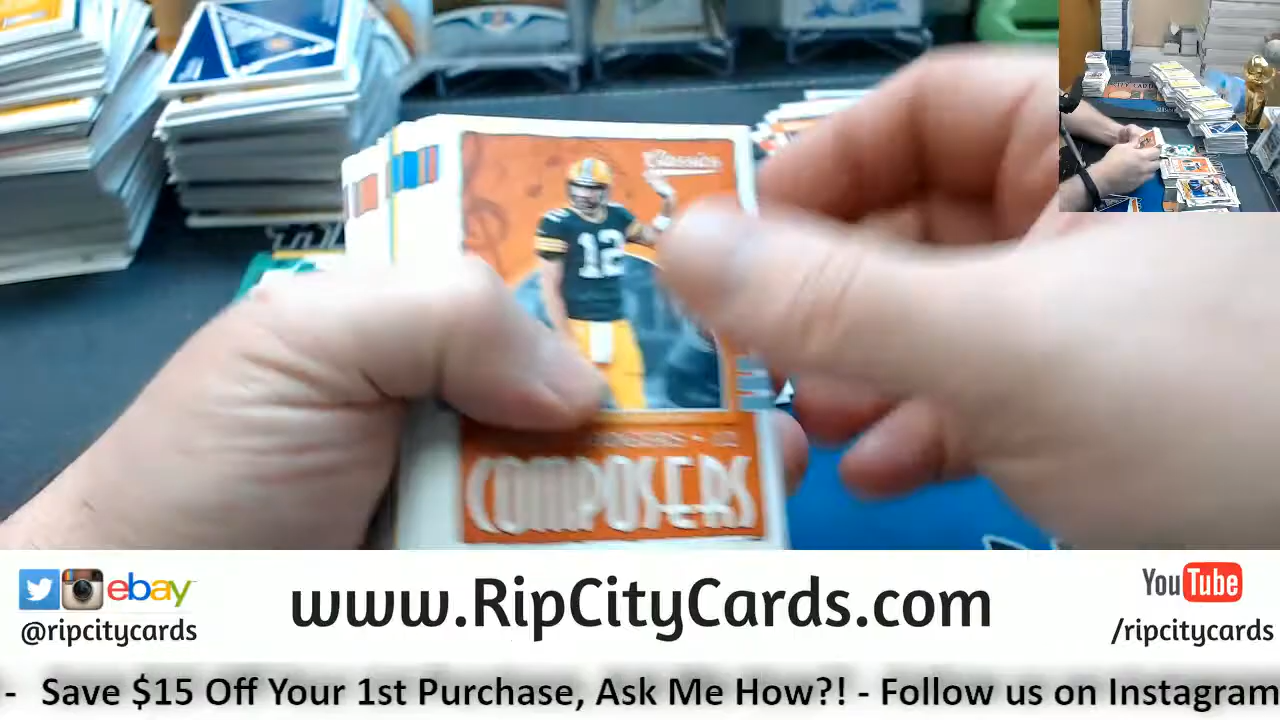 Classics
12
COMPOSERS
ebay
@ripcitycards
www.RipCityCards.com
YouTube
/ripcitycards
- Save $15 Off Your 1st Purchase, Ask Me How?! - Follow us on Instagram